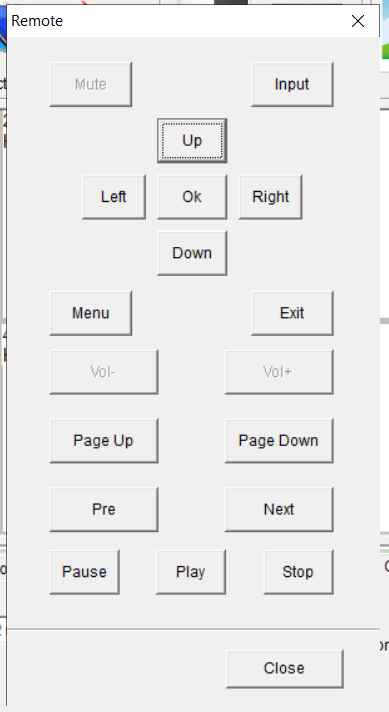 Remote
Mute Input
Up
Left Ok Right
Down
Menu Exit
Vol- Vol+
Page Up Page Down
Pre Next
Pause Play Stop
Close